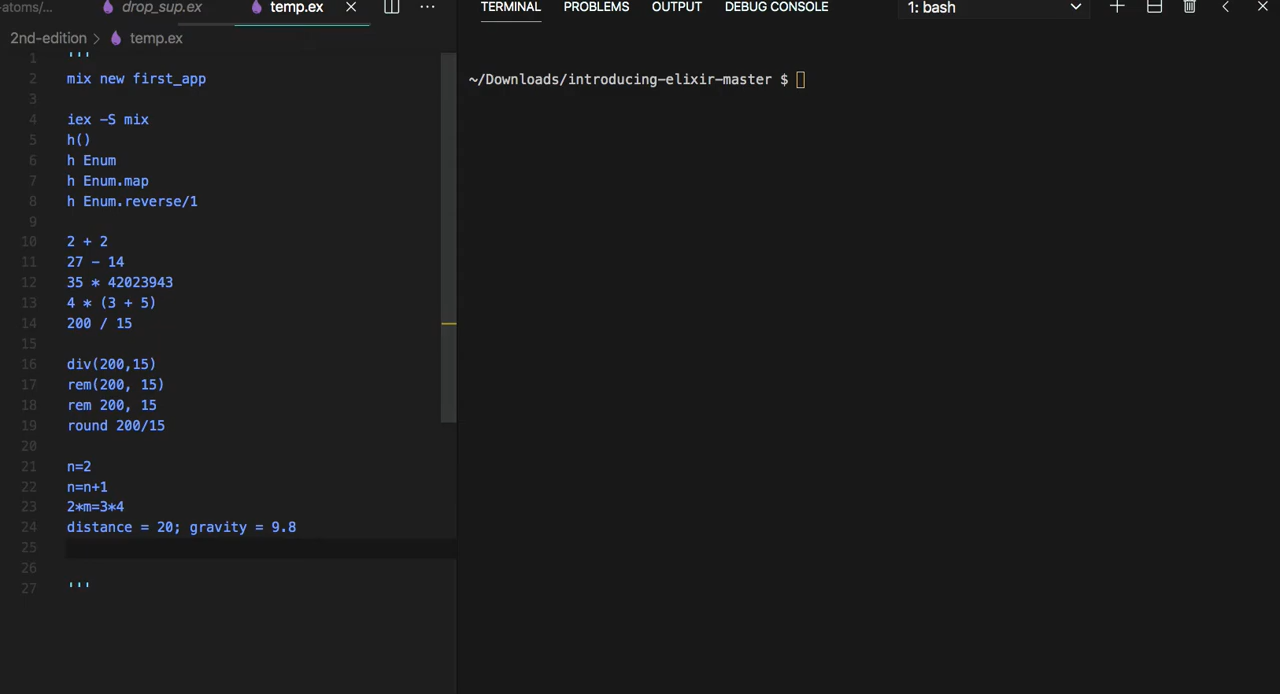 -atoms/... drop_sup.ex temp.ex ...
2nd-edition > temp.ex
1 '''
2 mix new first_app
3
4 iex -S mix
5 h()
6 h Enum
7 h Enum.map
8 h Enum.reverse/1
9
10 2 + 2
11 27 - 14
12 35 * 42023943
13 4 * (3 + 5)
14 200 / 15
15
16 div(200,15)
17 rem(200, 15)
18 rem 200, 15
19 round 200/15
20
21 n=2
22 n=n+1
23 2*m=3*4
24 distance = 20; gravity = 9.8
25
26
27 '''
TERMINAL PROBLEMS OUTPUT DEBUG CONSOLE 1: bash
~/Downloads/introducing-elixir-master $